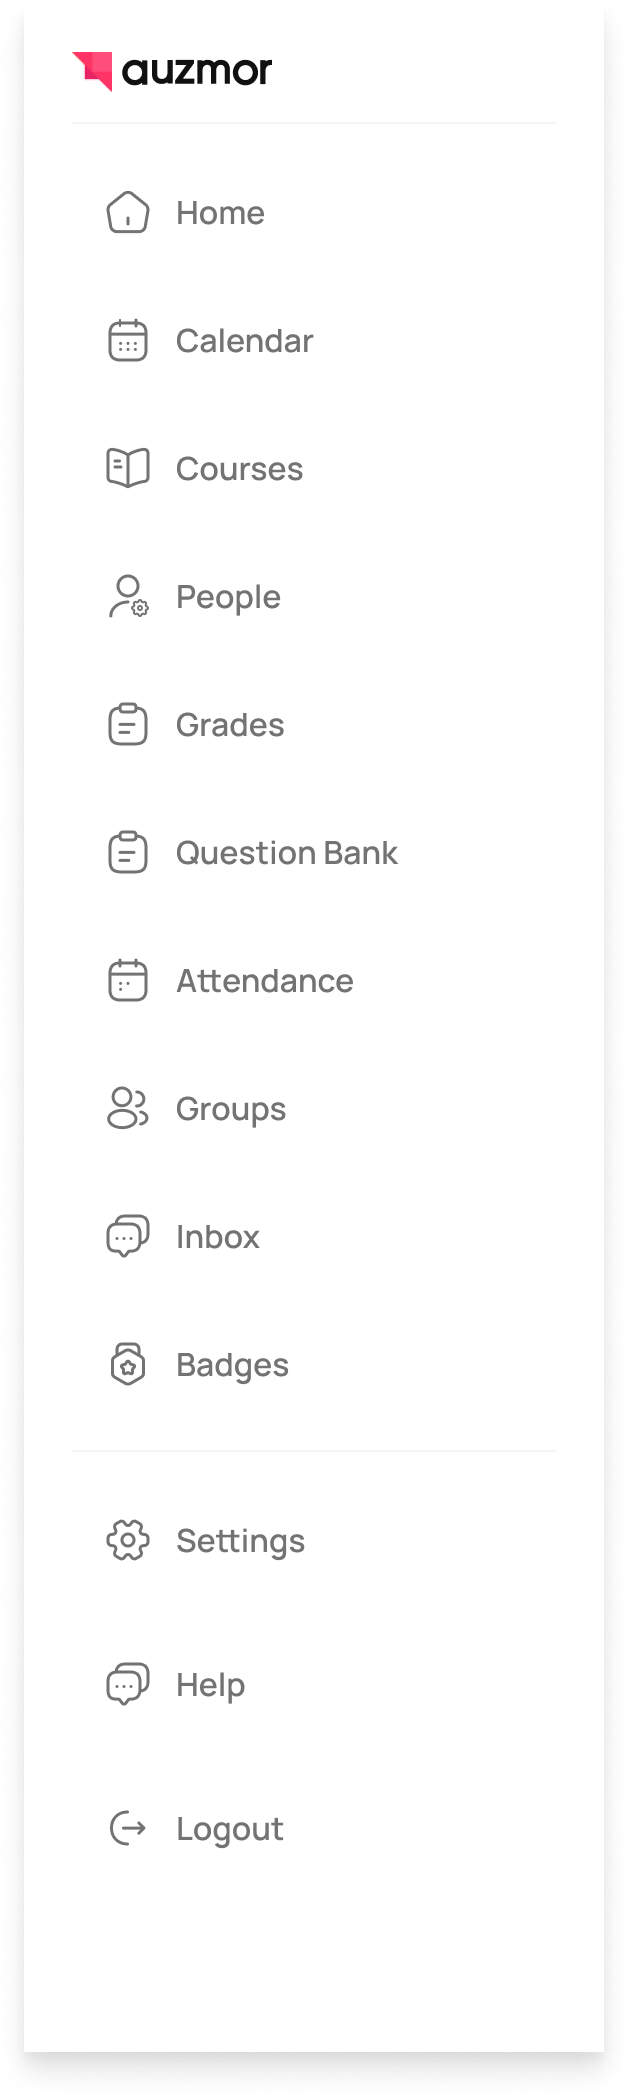 auzmor
Home
Calendar
Courses
People
Grades
Question Bank
Attendance
Groups
Inbox
Badges
Settings
Help
Logout